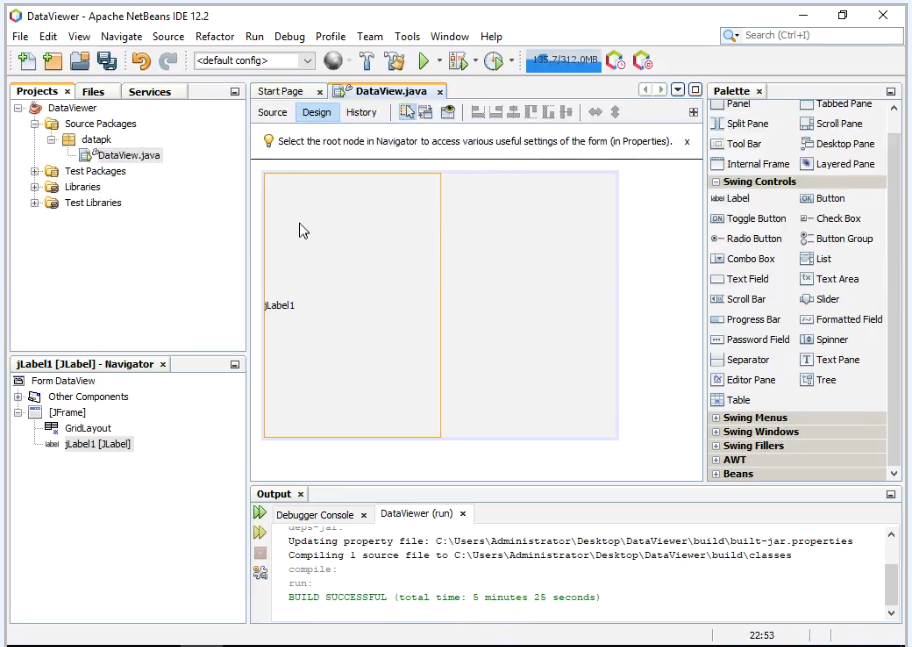 DataViewer - Apache NetBeans IDE 12.2
File Edit View Navigate Source Refactor Run Debug Profile Team Tools Window Help
Search (Ctrl+I)
<default config>
135.7/312.0MB
Projects Files Services
DataViewer
Source Packages
datapk
DataView.java
Test Packages
Libraries
Test Libraries
jLabel1 [JLabel] - Navigator
Form DataView
Other Components
[JFrame]
GridLayout
label jLabel1 [JLabel]
Start Page DataView.java
Source Design History
Select the root node in Navigator to access various useful settings of the form (in Properties). x
jLabel1
Palette
Panel Tabbed Pane
Split Pane Scroll Pane
Tool Bar Desktop Pane
Internal Frame Layered Pane
Swing Controls
label Label OK Button
ON Toggle Button Check Box
Radio Button Button Group
Combo Box List
Text Field Text Area
Scroll Bar Slider
Progress Bar Formatted Field
Password Field Spinner
Separator T Text Pane
Editor Pane Tree
Table
Swing Menus
Swing Windows
Swing Fillers
AWT
Beans
Output
Debugger Console DataViewer (run)
deps-jar:
Updating property file: C:\Users\Administrator\Desktop\DataViewer\build\built-jar.properties
Compiling 1 source file to C:\Users\Administrator\Desktop\DataViewer\build\classes
compile:
run:
BUILD SUCCESSFUL (total time: 5 minutes 25 seconds)
22:53